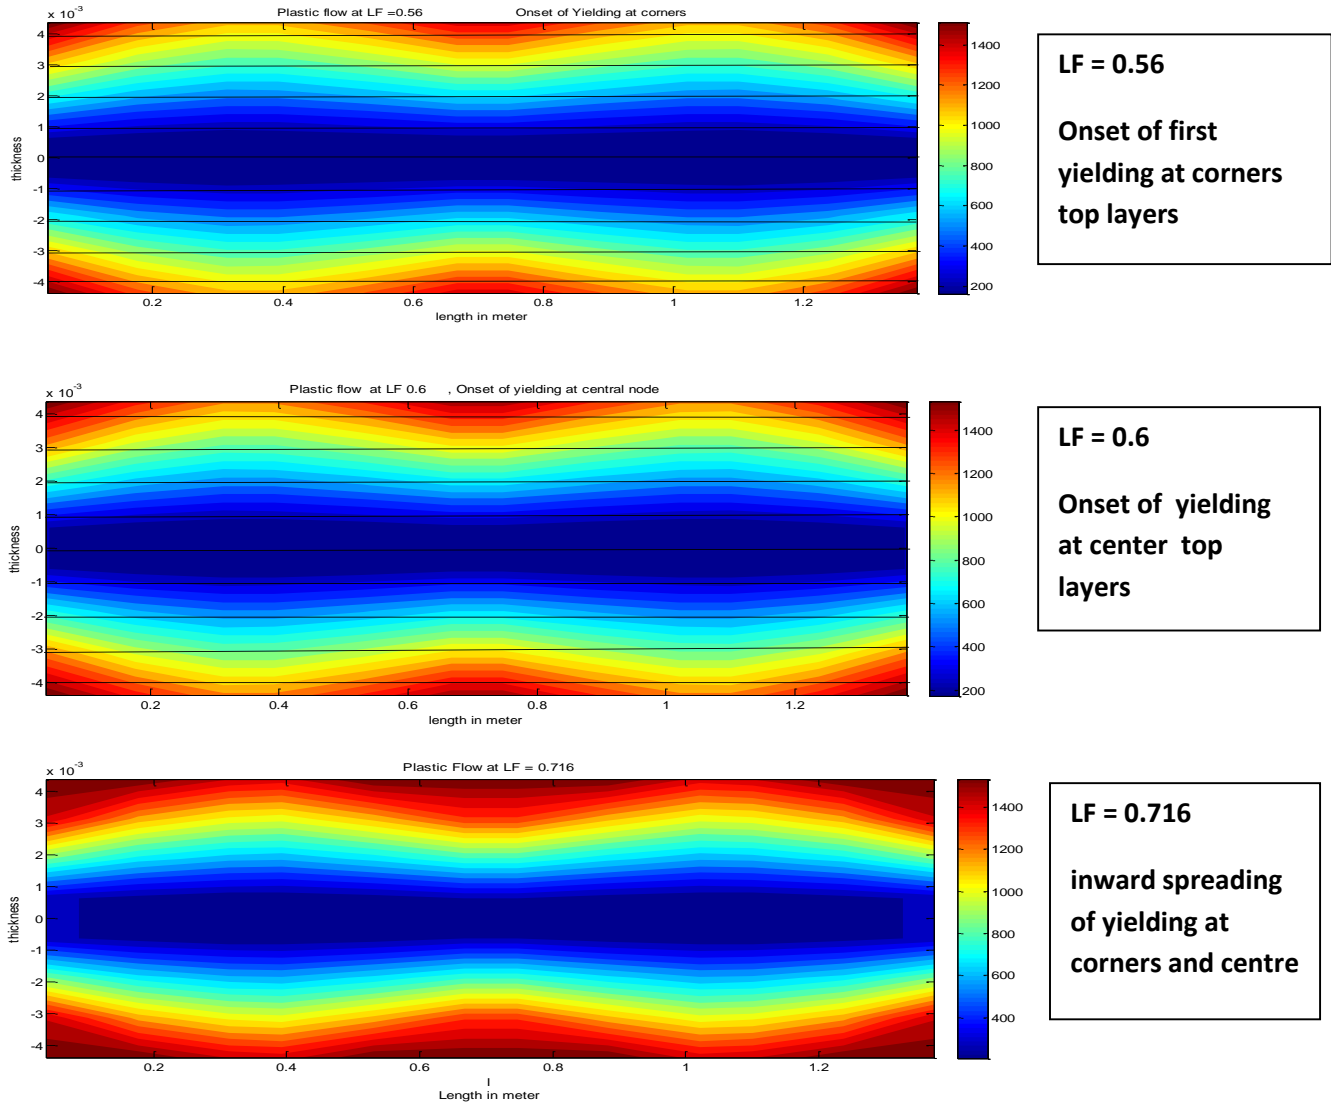 Plastic flow at LF =0.56 Onset of Yielding at corners
x 10^-3
4
3
2
1
0
-1
-2
-3
-4
thickness
0.2 0.4 0.6 0.8 1 1.2
length in meter
1400
1200
1000
800
600
400
200
LF = 0.56
Onset of first
yielding at corners
top layers
Plastic flow at LF 0.6 , Onset of yielding at central node
x 10^-3
4
3
2
1
0
-1
-2
-3
-4
thickness
0.2 0.4 0.6 0.8 1 1.2
length in meter
1400
1200
1000
800
600
400
200
LF = 0.6
Onset of yielding
at center top
layers
Plastic Flow at LF = 0.716
x 10^-3
4
3
2
1
0
-1
-2
-3
-4
thickness
0.2 0.4 0.6 0.8 1 1.2
l
Length in meter
1400
1200
1000
800
600
400
LF = 0.716
inward spreading
of yielding at
corners and centre